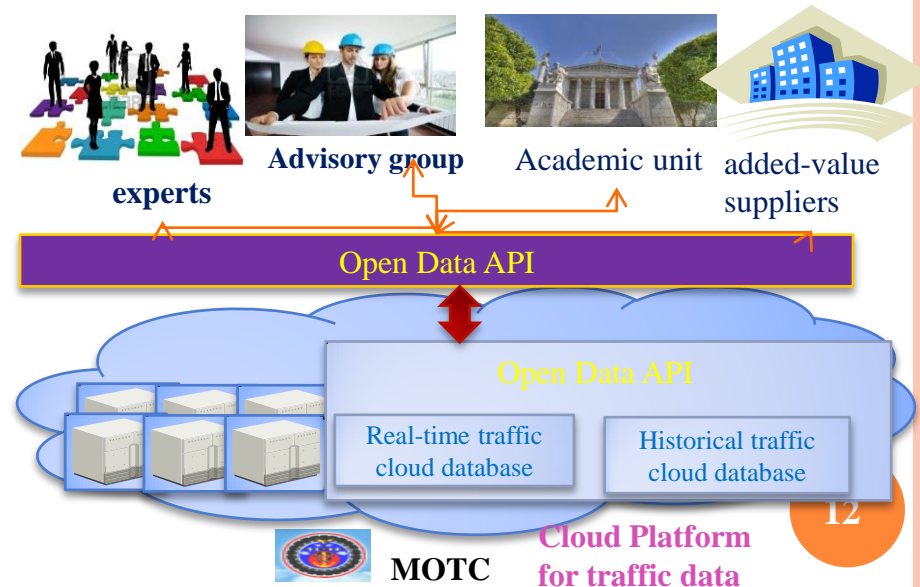 experts
Advisory group
Academic unit
added-value
suppliers
Open Data API
Open Data API
Real-time traffic
cloud database
Historical traffic
cloud database
12
MOTC
Cloud Platform
for traffic data